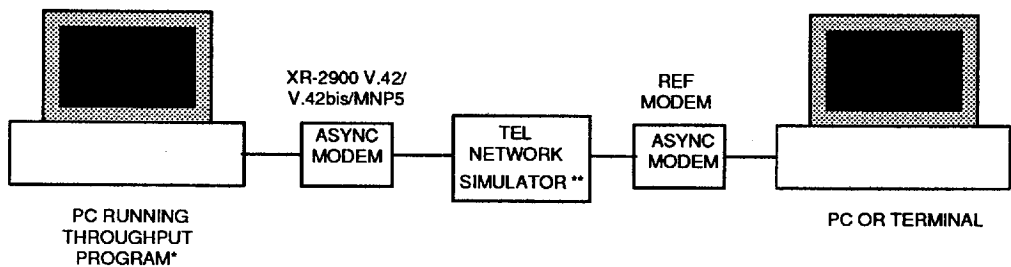 XR-2900 V.42/
V.42bis/MNP5
ASYNC
MODEM
TEL
NETWORK
SIMULATOR **
REF
MODEM
ASYNC
MODEM
PC RUNNING
THROUGHPUT
PROGRAM*
PC OR TERMINAL